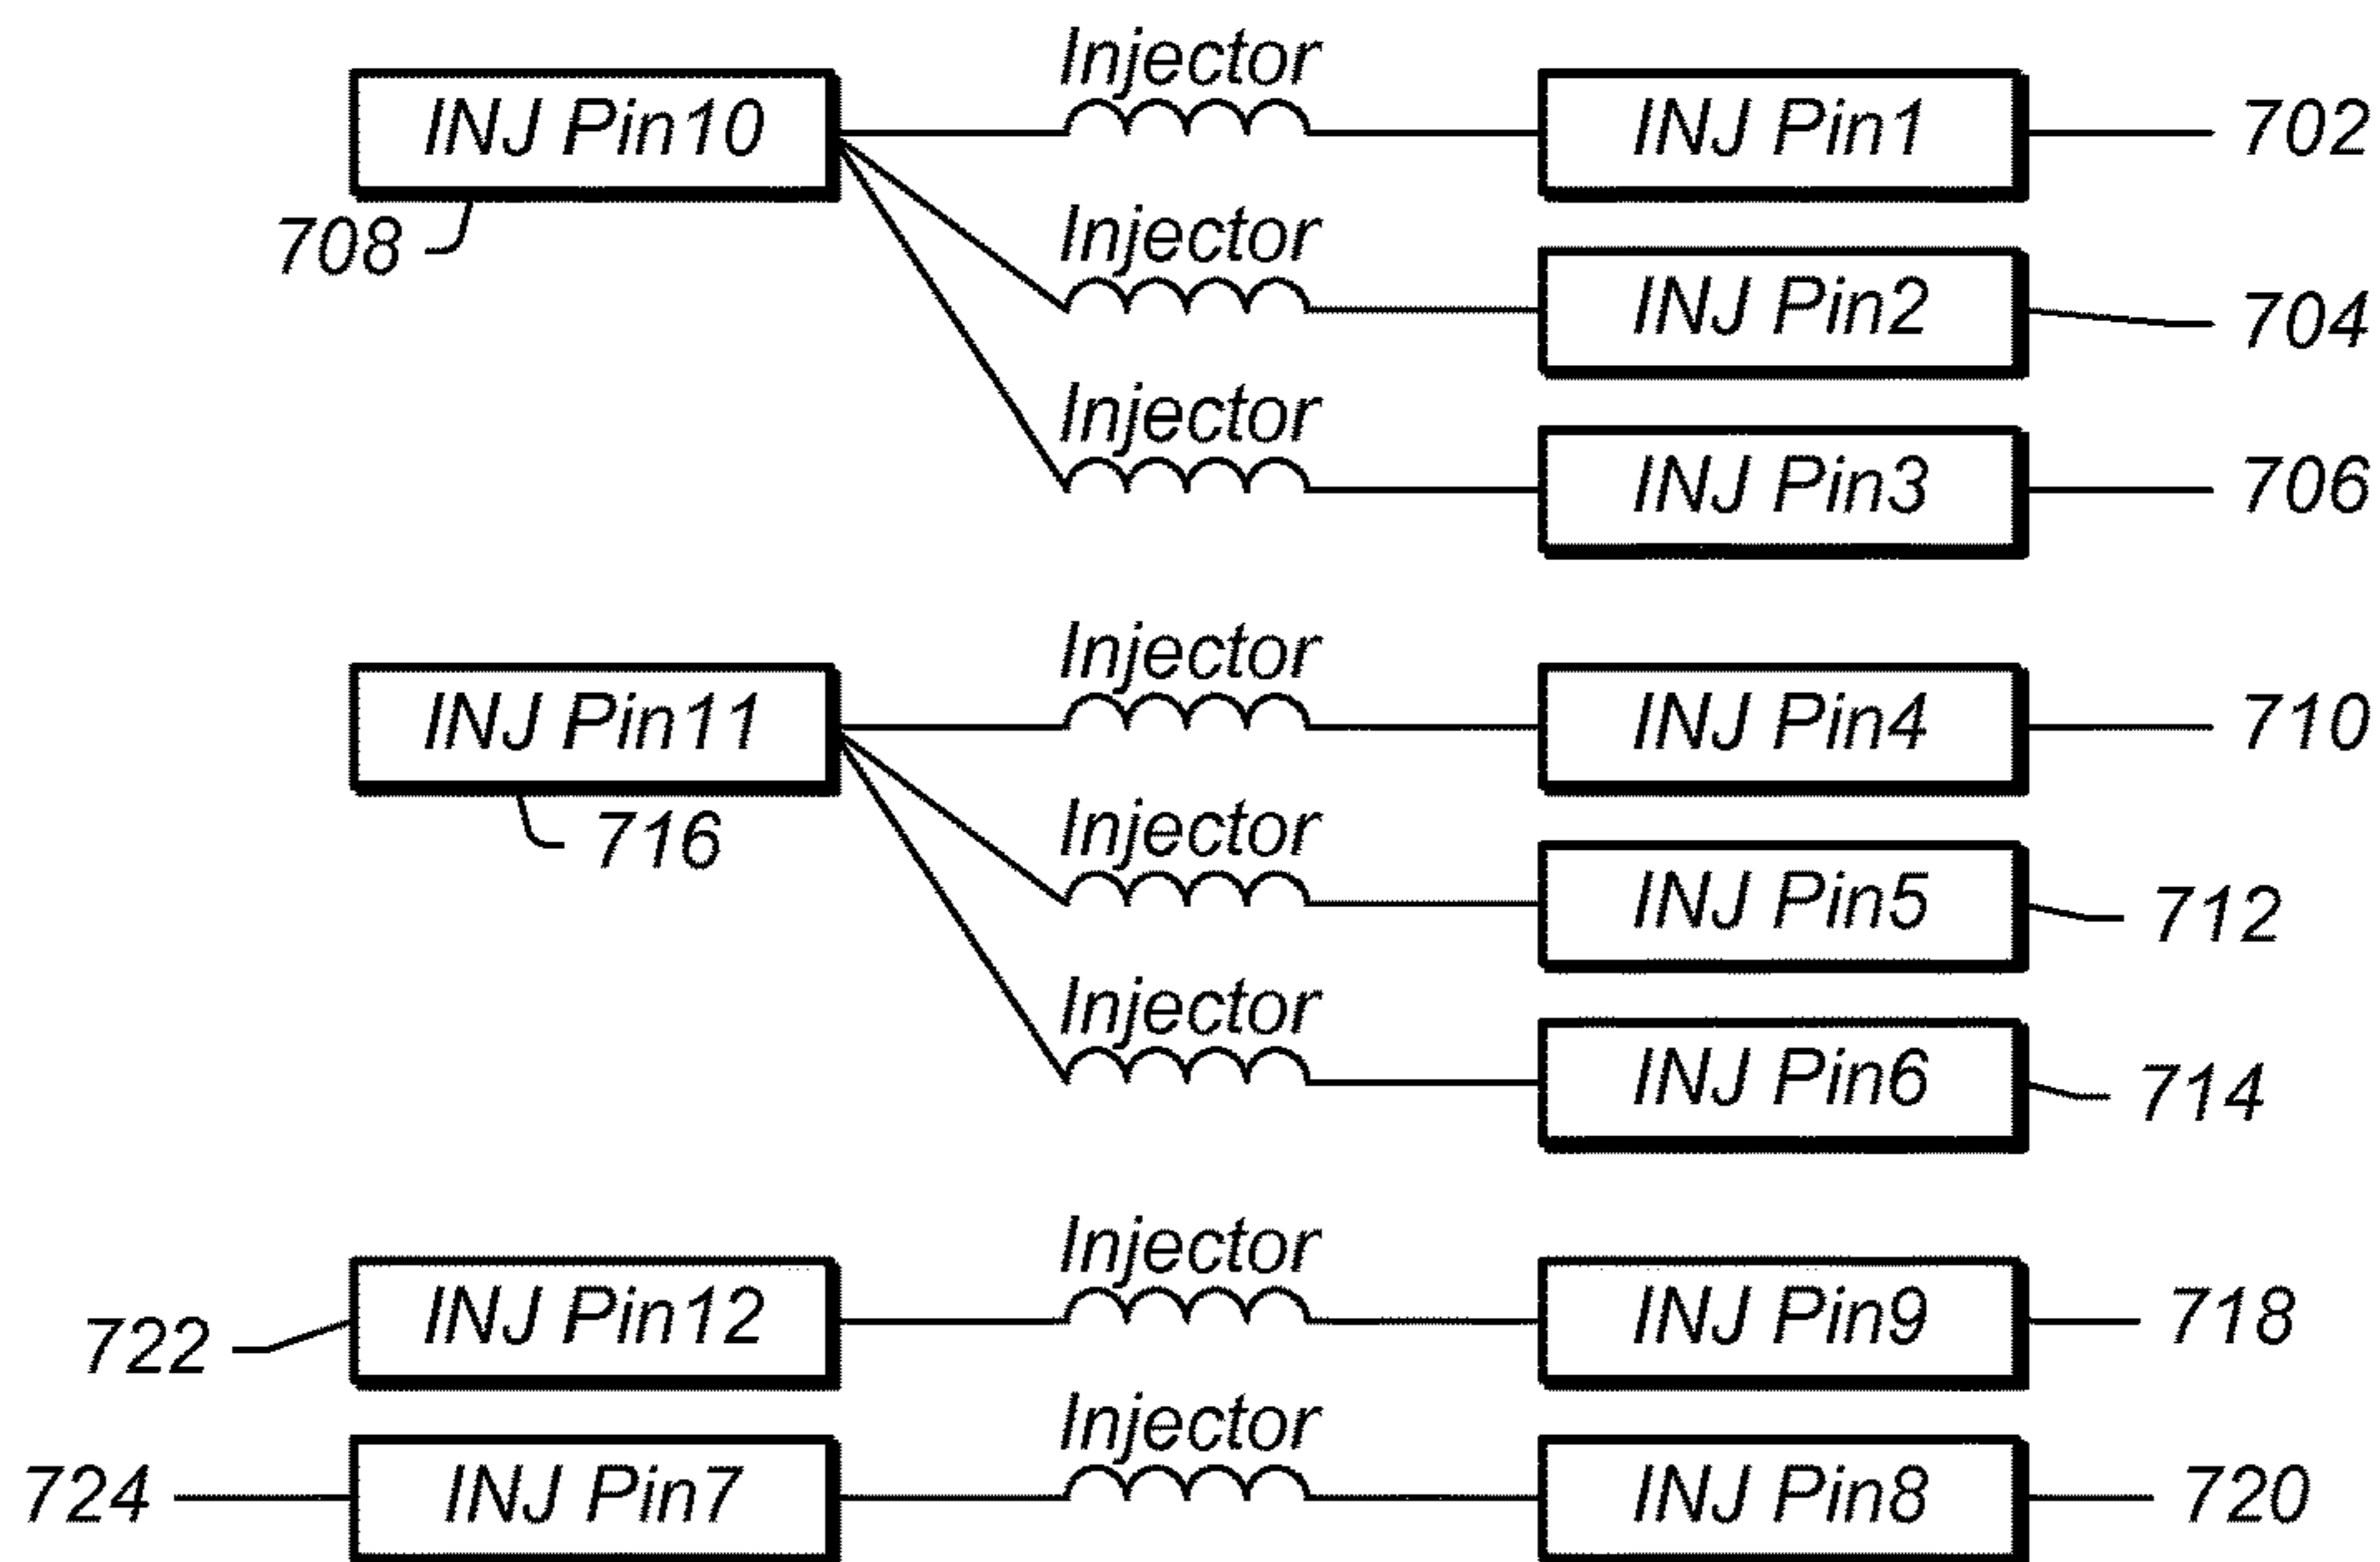 Injector
INJ Pin10
INJ Pin1
702
708
Injector
INJ Pin2
704
Injector
INJ Pin3
706
Injector
INJ Pin11
INJ Pin4
710
716
Injector
INJ Pin5
712
Injector
INJ Pin6
714
Injector
722
INJ Pin12
INJ Pin9
718
Injector
724
INJ Pin7
INJ Pin8
720